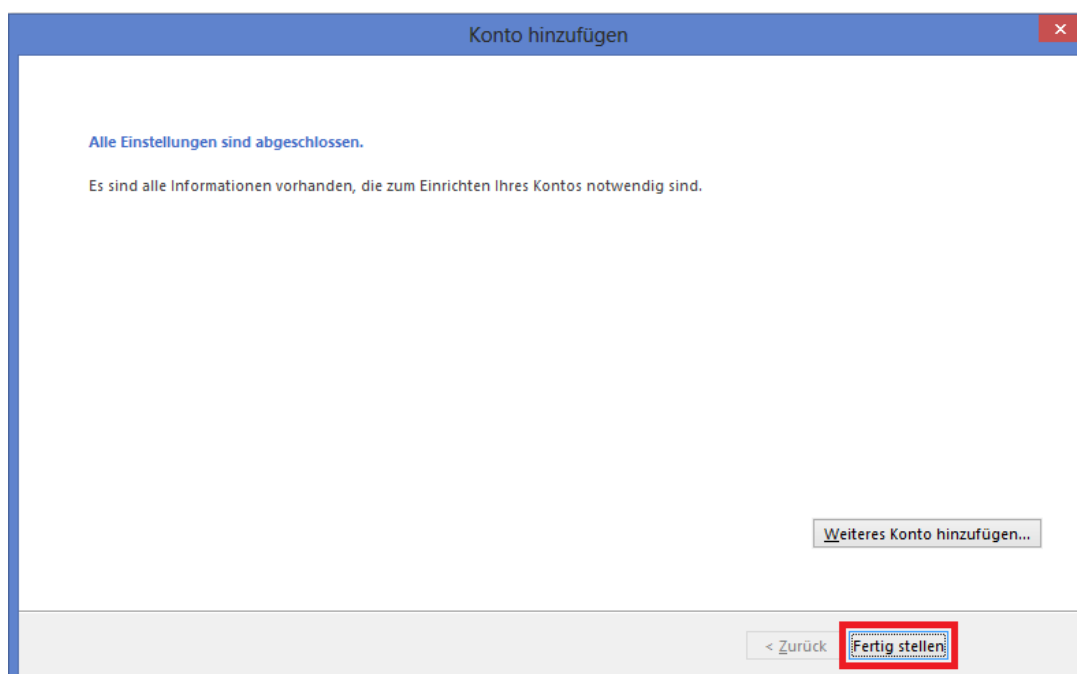 Konto hinzufügen
Alle Einstellungen sind abgeschlossen.
Es sind alle Informationen vorhanden, die zum Einrichten Ihres Kontos notwendig sind.
Weiteres Konto hinzufügen...
< Zurück Fertig stellen